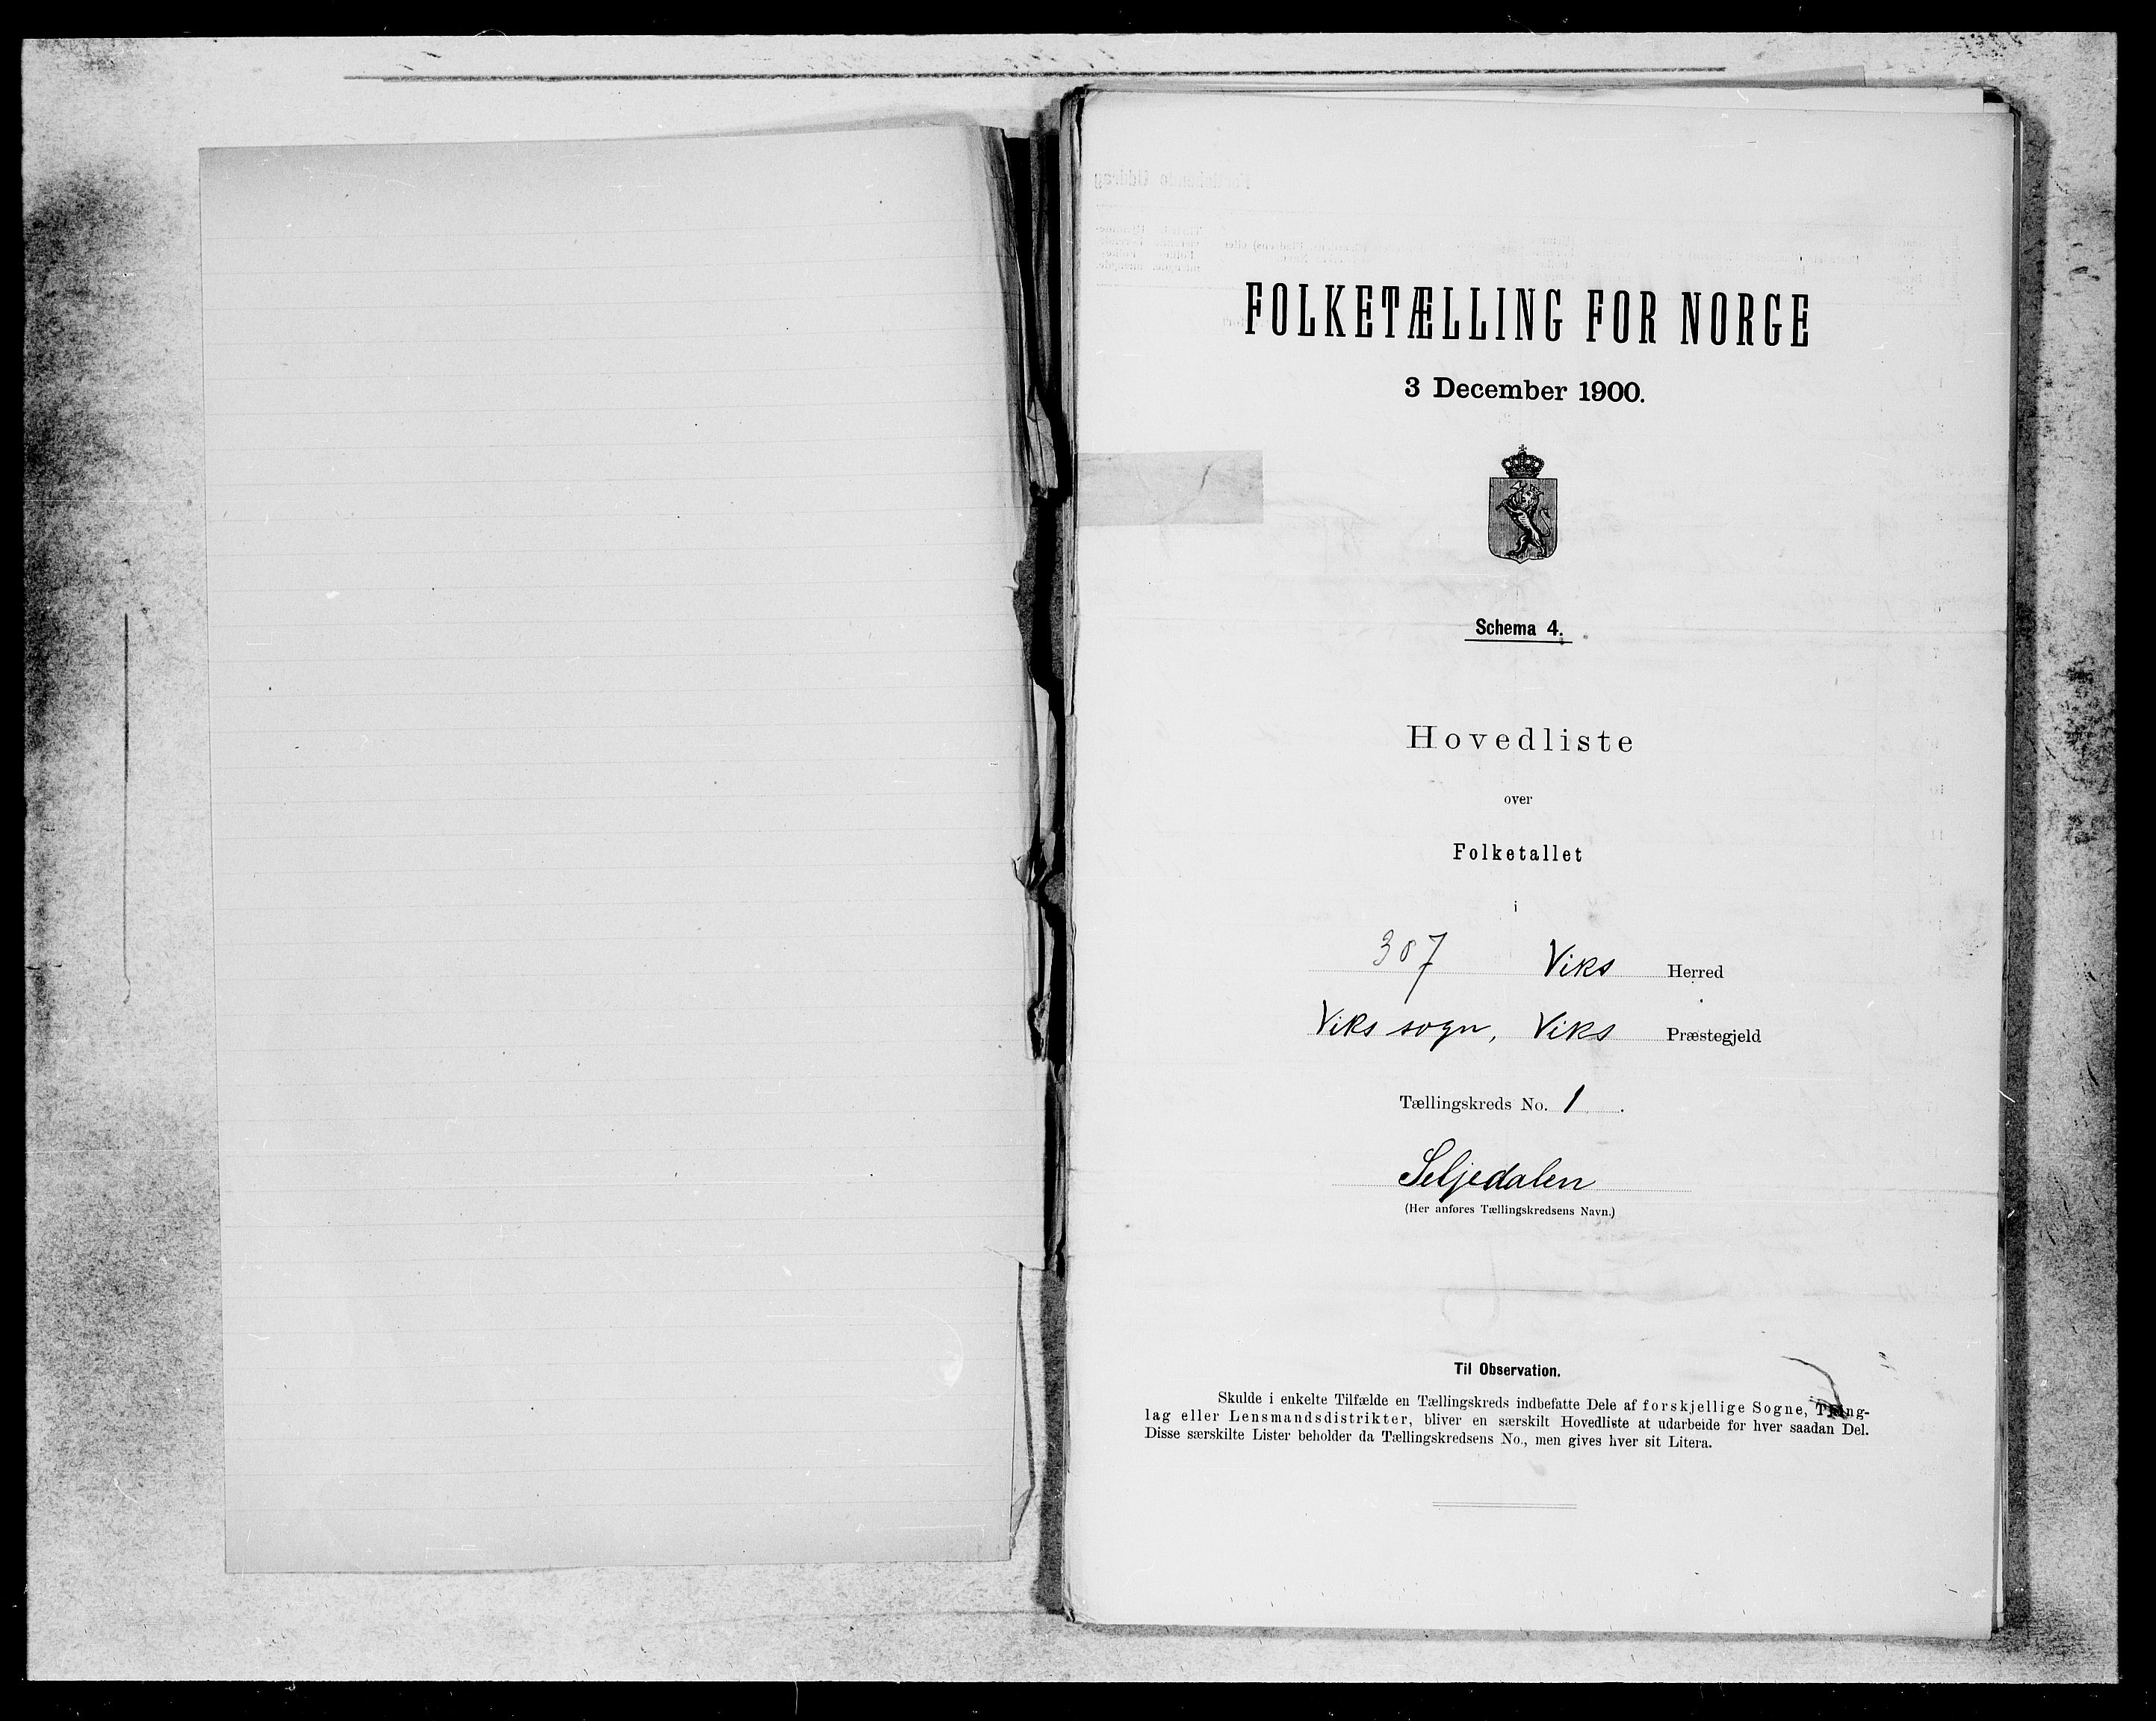 FOLKETÆLLING FOR NORGE
3 December 1900.
Schema 4.
Hovedliste
over
Folketallet
i
307 Viks Herred
Viks sogn, Viks Præstegjeld
Tællingskreds No. 1.
Seljedalen
(Her anføres Tællingskredsens Navn.)
Til Observation.
Skulde i enkelte Tilfælde en Tællingskreds indbefatte Dele af forskjellige Sogne, Thing-
lag eller Lensmandsdistrikter, bliver en særskilt Hovedliste at udarbeide for hver saadan Del.
Disse særskilte Lister beholder da Tællingskredsens No., men gives hver sit Litera.